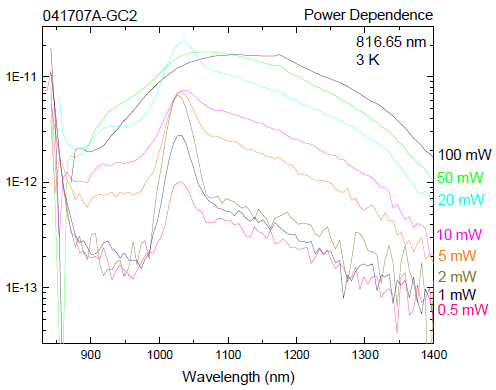 041707A-GC2 Power Dependence
816.65 nm
3 K
1E-11
1E-12
1E-13
100 mW
50 mW
20 mW
10 mW
5 mW
2 mW
1 mW
0.5 mW
900 1000 1100 1200 1300 1400
Wavelength (nm)